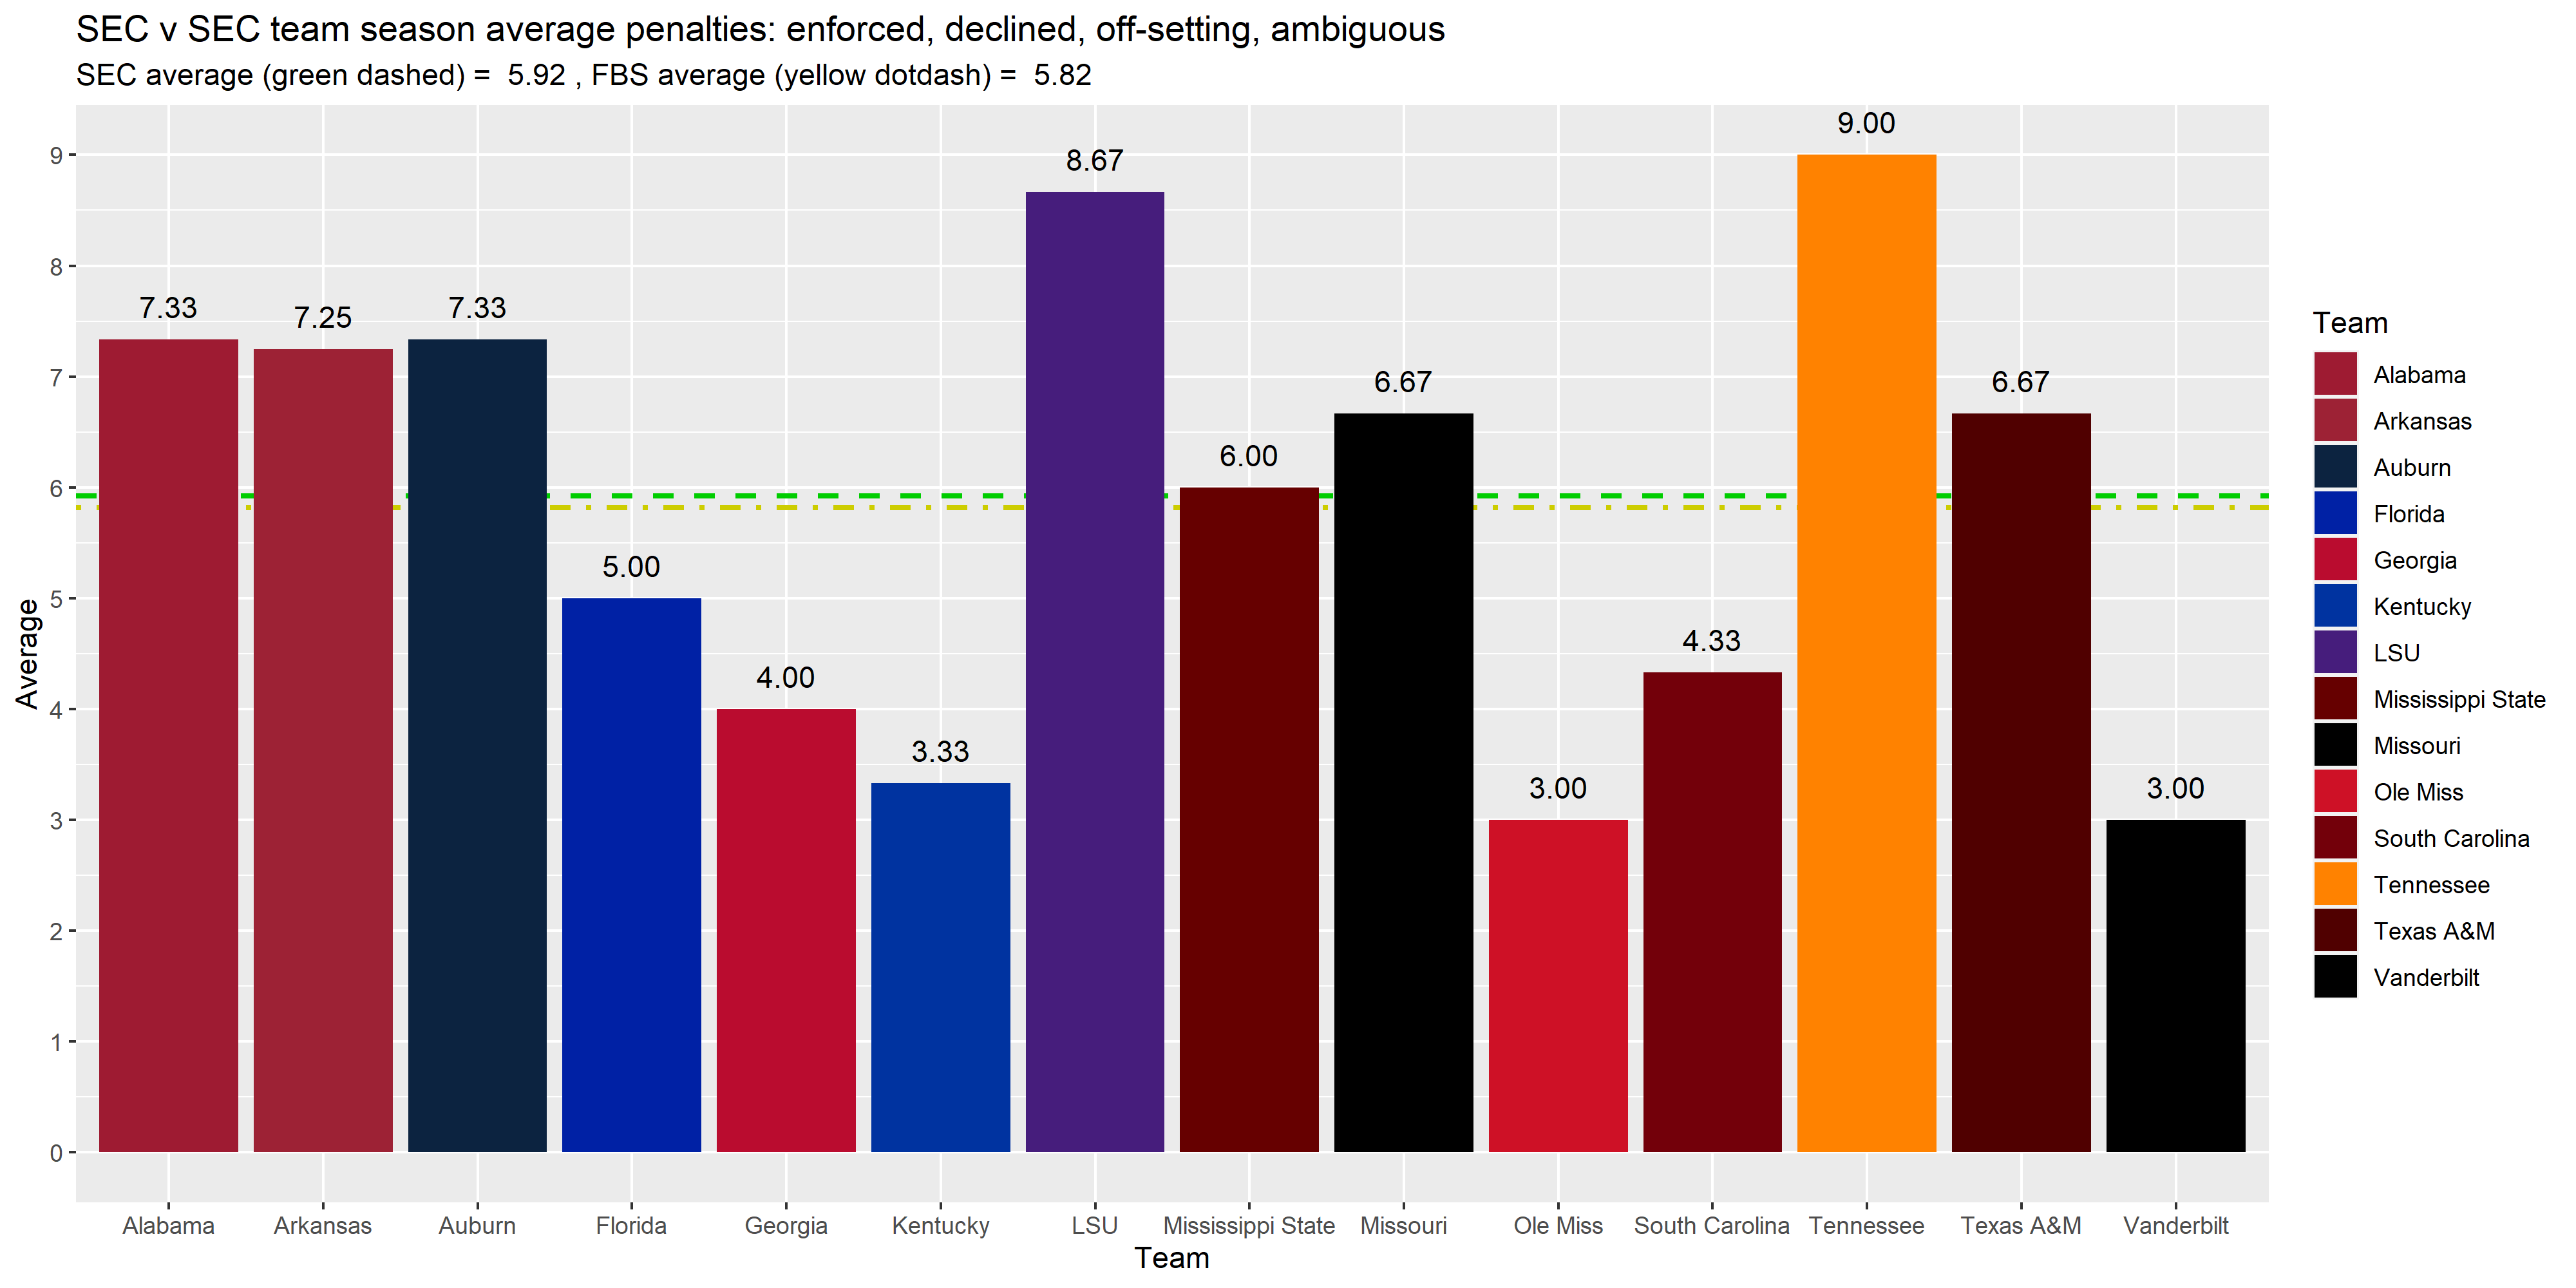 SEC v SEC team season average penalties: enforced, declined, off-setting, ambiguous
SEC average (green dashed) =  5.92 , FBS average (yellow dotdash) =  5.82
Average
9
8
7
6
5
4
3
2
1
0
7.33
7.25
7.33
5.00
4.00
3.33
8.67
6.00
6.67
3.00
4.33
9.00
6.67
3.00
Alabama
Arkansas
Auburn
Florida
Georgia
Kentucky
LSU
Mississippi State
Missouri
Ole Miss
South Carolina
Tennessee
Texas A&M
Vanderbilt
Team
Team
Alabama
Arkansas
Auburn
Florida
Georgia
Kentucky
LSU
Mississippi State
Missouri
Ole Miss
South Carolina
Tennessee
Texas A&M
Vanderbilt